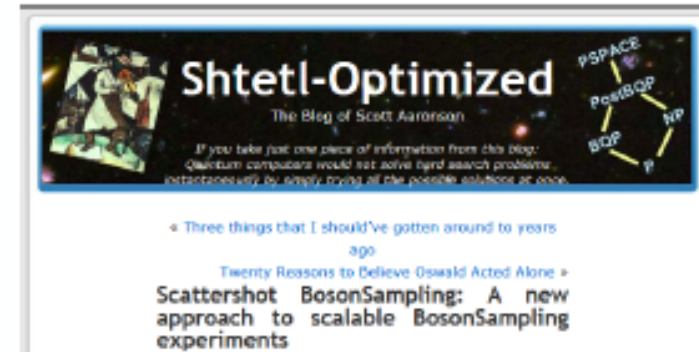 Shtetl-Optimized
The Blog of Scott Aaronson
If you take just one piece of information from this blog:
Quantum computers would not solve hard search problems
instantaneously by simply trying all the possible solutions at once.
PSPACE
PostBQP
NP
BQP
P
« Three things that I should've gotten around to years
ago
Twenty Reasons to Believe Oswald Acted Alone »
Scattershot BosonSampling: A new
approach to scalable BosonSampling
experiments